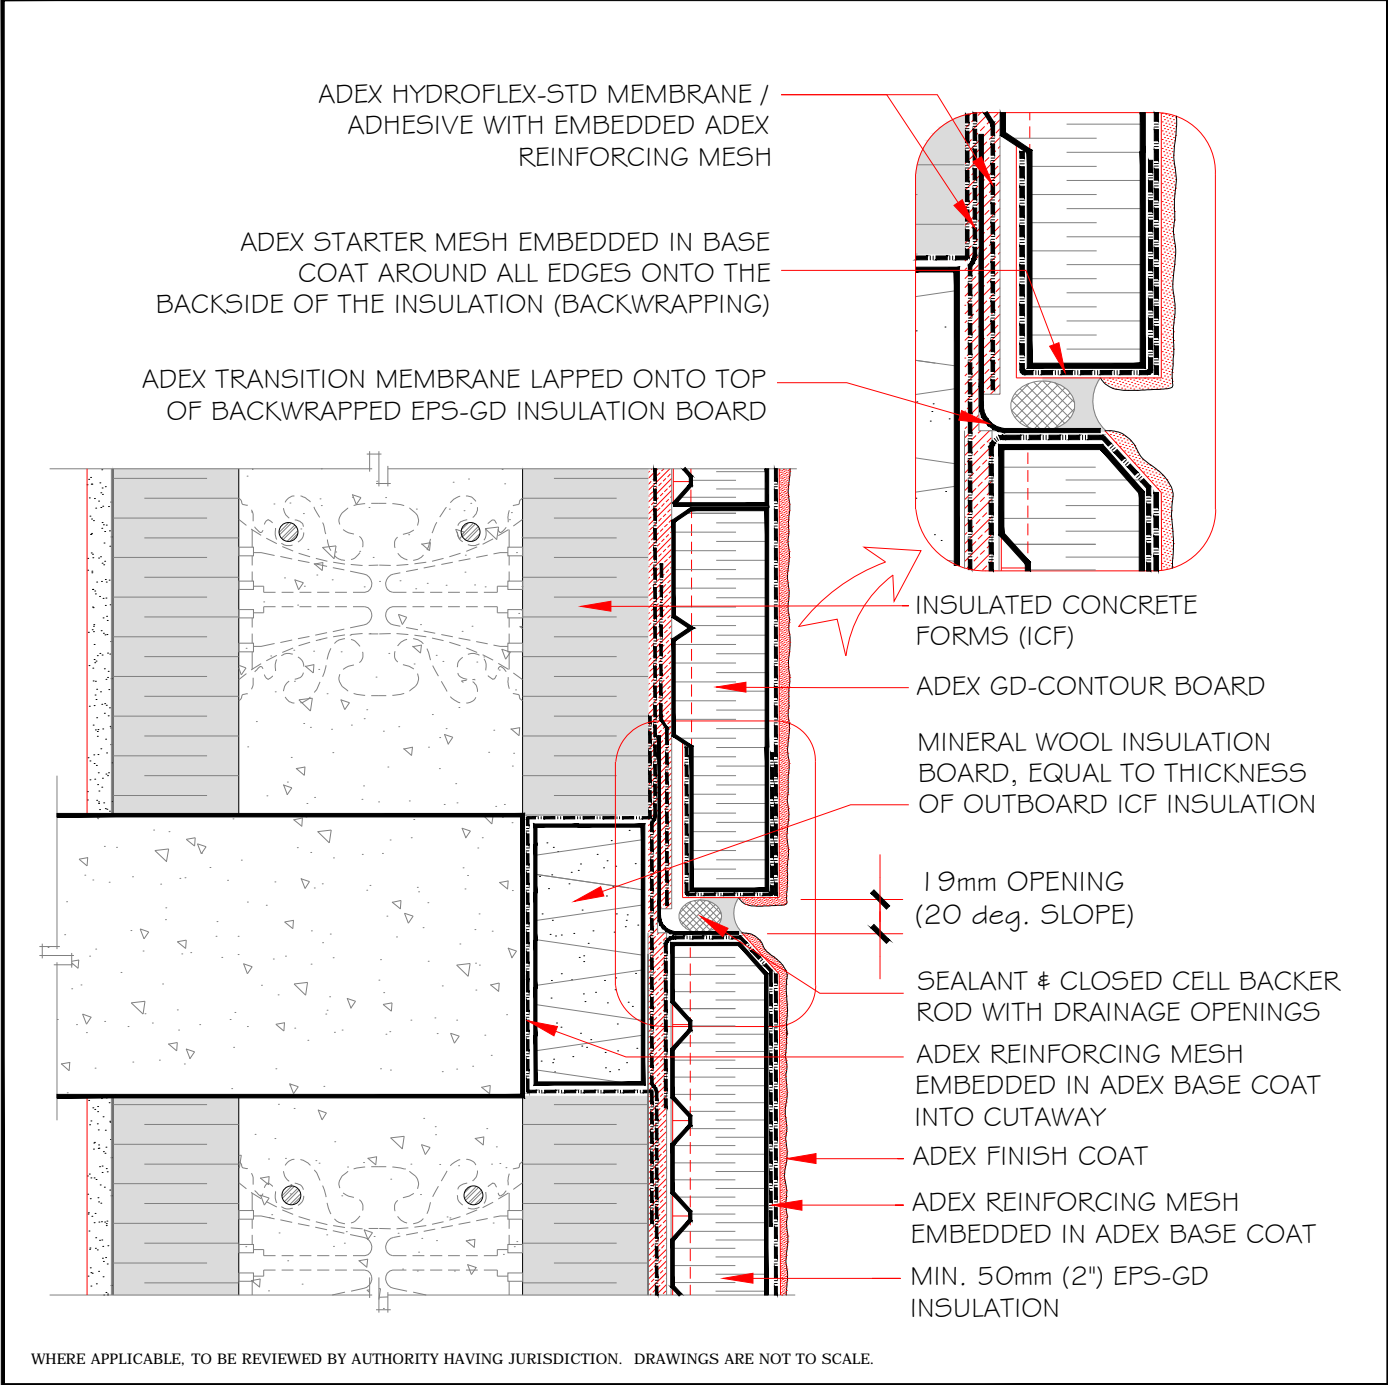 ADEX HYDROFLEX-STD MEMBRANE /
ADHESIVE WITH EMBEDDED ADEX
REINFORCING MESH
ADEX STARTER MESH EMBEDDED IN BASE
COAT AROUND ALL EDGES ONTO THE
BACKSIDE OF THE INSULATION (BACKWRAPPING)
ADEX TRANSITION MEMBRANE LAPPED ONTO TOP
OF BACKWRAPPED EPS-GD INSULATION BOARD
INSULATED CONCRETE
FORMS (ICF)
ADEX GD-CONTOUR BOARD
MINERAL WOOL INSULATION
BOARD, EQUAL TO THICKNESS
OF OUTBOARD ICF INSULATION
19mm OPENING
(20 deg. SLOPE)
SEALANT & CLOSED CELL BACKER
ROD WITH DRAINAGE OPENINGS
ADEX REINFORCING MESH
EMBEDDED IN ADEX BASE COAT
INTO CUTAWAY
ADEX FINISH COAT
ADEX REINFORCING MESH
EMBEDDED IN ADEX BASE COAT
MIN. 50mm (2") EPS-GD
INSULATION
WHERE APPLICABLE, TO BE REVIEWED BY AUTHORITY HAVING JURISDICTION.  DRAWINGS ARE NOT TO SCALE.